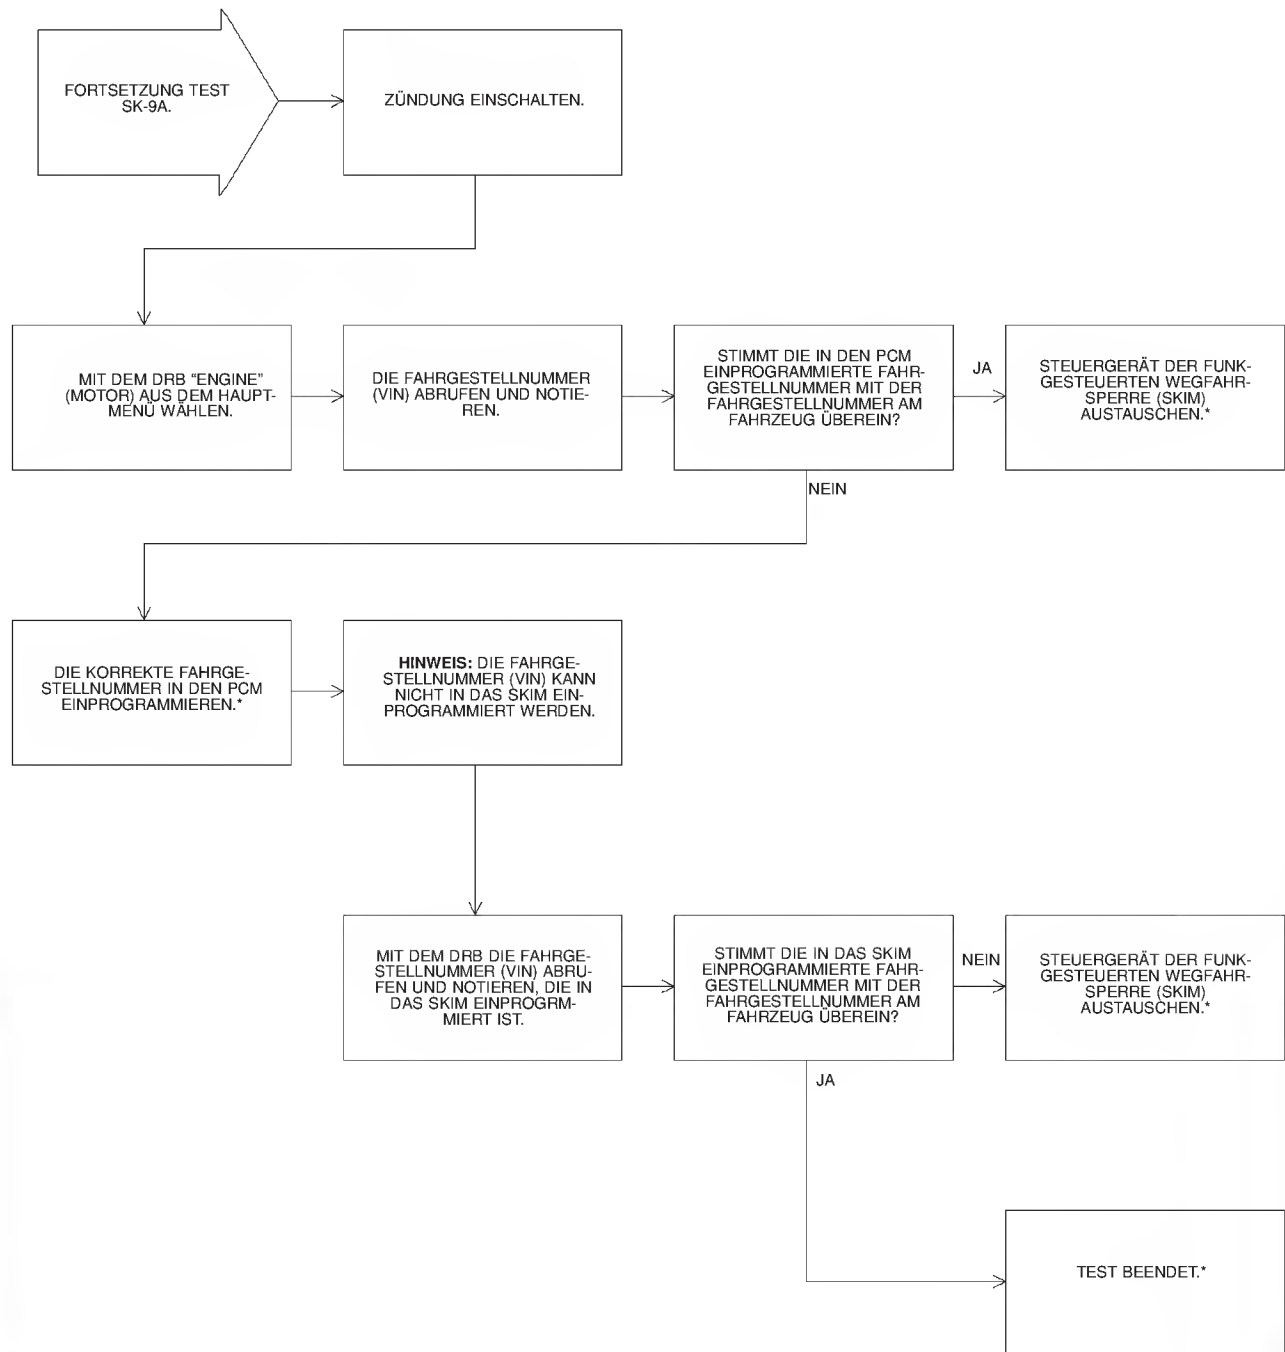 FORTSETZUNG TEST
SK-9A.
ZÜNDUNG EINSCHALTEN.
MIT DEM DRB "ENGINE"
(MOTOR) AUS DEM HAUPT-
MENÜ WÄHLEN.
DIE FAHRGESTELLNUMMER
(VIN) ABRUFEN UND NOTIE-
REN.
STIMMT DIE IN DEN PCM
EINPROGRAMMIERTE FAHR-
GESTELLNUMMER MIT DER
FAHRGESTELLNUMMER AM
FAHRZEUG ÜBEREIN?
JA
STEUERGERÄT DER FUNK-
GESTEUERTEN WEGFAHR-
SPERRE (SKIM)
AUSTAUSCHEN.*
NEIN
DIE KORREKTE FAHRGE-
STELLNUMMER IN DEN PCM
EINPROGRAMMIEREN.*
HINWEIS: DIE FAHRGE-
STELLNUMMER (VIN) KANN
NICHT IN DAS SKIM EIN-
PROGRAMMIERT WERDEN.
MIT DEM DRB DIE FAHRGE-
STELLNUMMER (VIN) ABRU-
FEN UND NOTIEREN, DIE IN
DAS SKIM EINPROGRM-
MIERT IST.
STIMMT DIE IN DAS SKIM
EINPROGRAMMIERTE FAHR-
GESTELLNUMMER MIT DER
FAHRGESTELLNUMMER AM
FAHRZEUG ÜBEREIN?
NEIN
STEUERGERÄT DER FUNK-
GESTEUERTEN WEGFAHR-
SPERRE (SKIM)
AUSTAUSCHEN.*
JA
TEST BEENDET.*